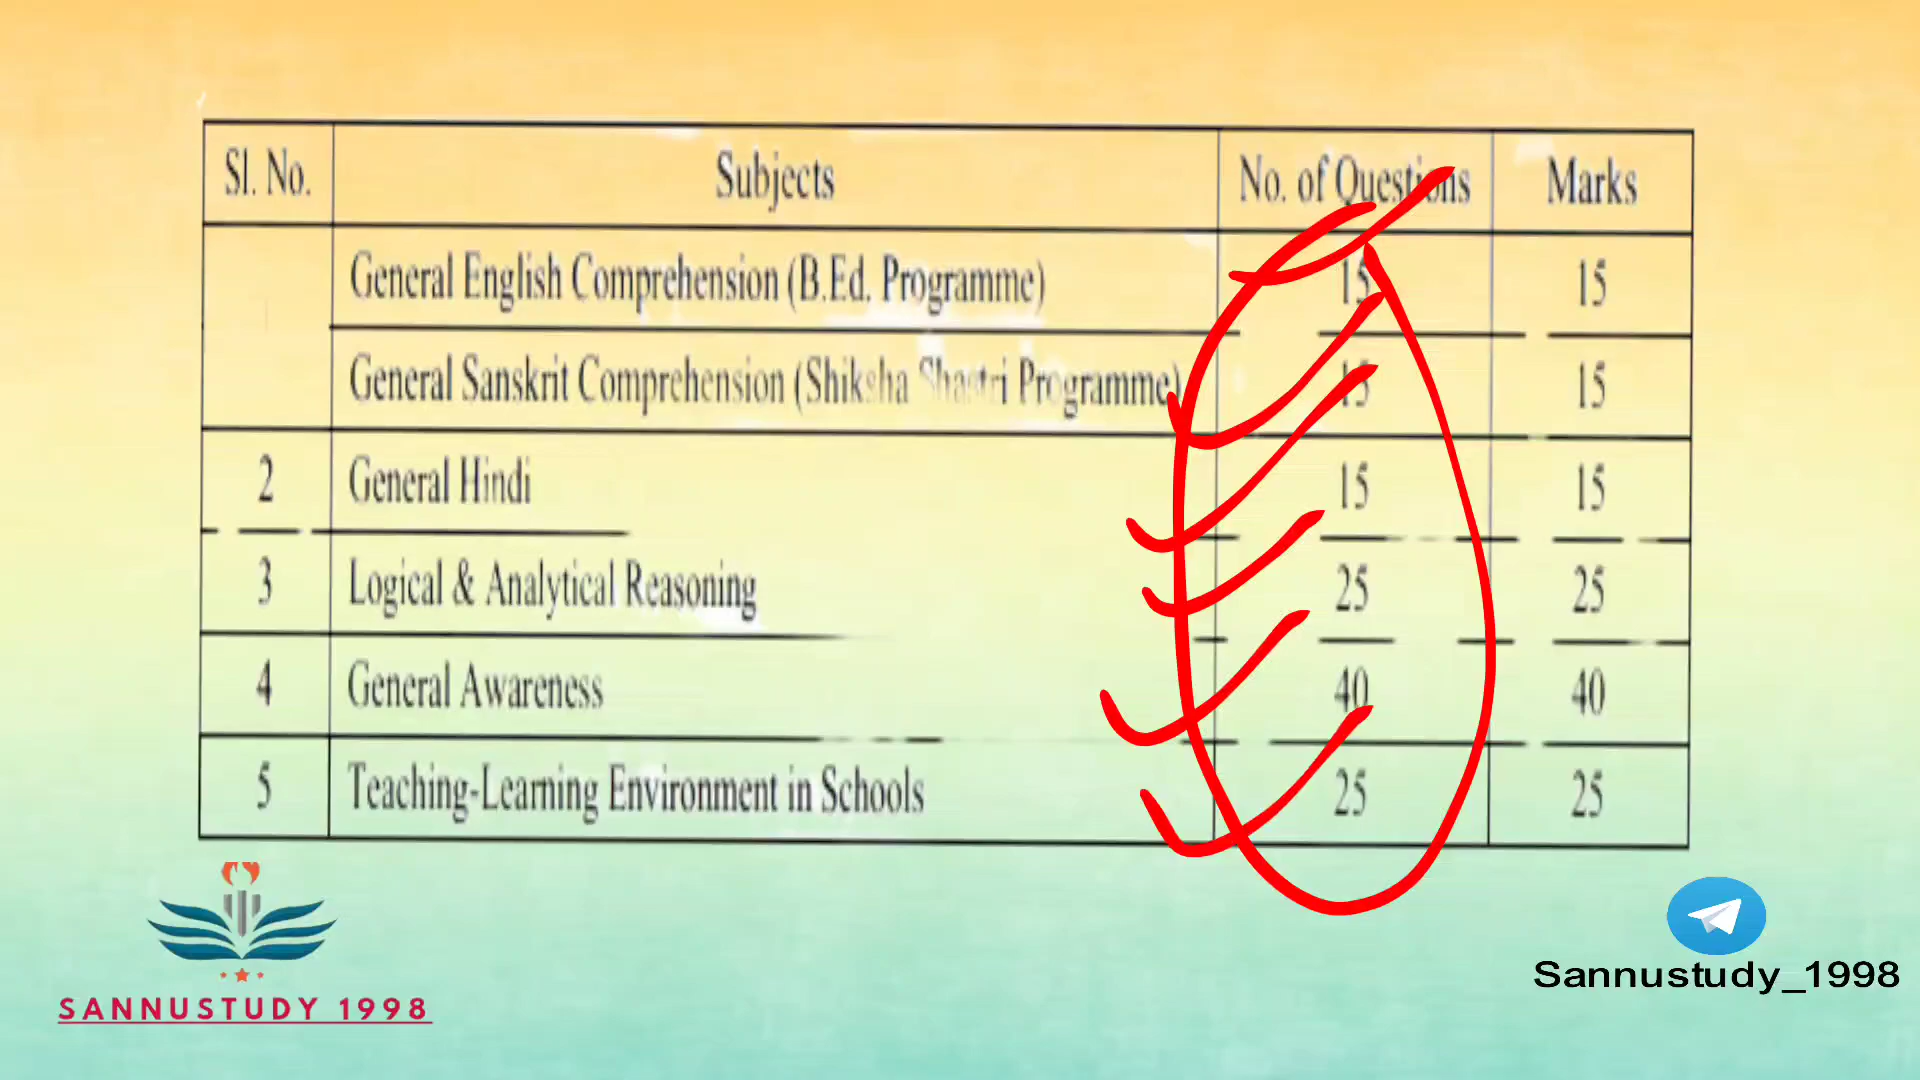 Sl. No. Subjects No. of Questions Marks
General English Comprehension (B.Ed. Programme) 15 15
General Sanskrit Comprehension (Shiksha Shastri Programme) 15 15
2 General Hindi 15 15
3 Logical & Analytical Reasoning 25 25
4 General Awareness 40 40
5 Teaching-Learning Environment in Schools 25 25
SANNUSTUDY 1998
Sannustudy_1998